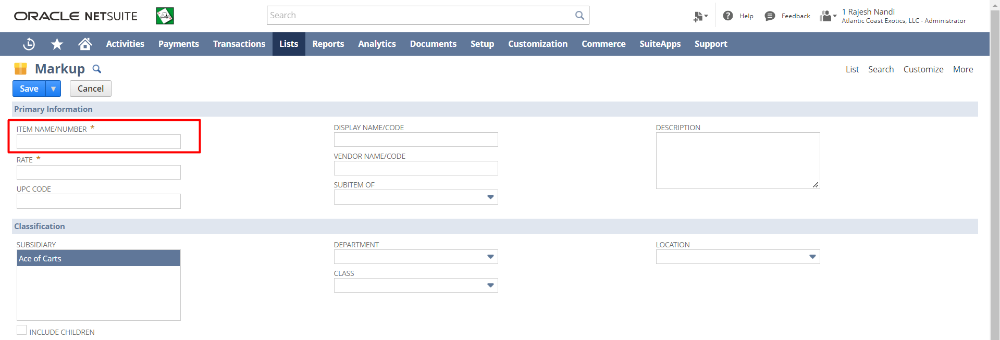 ORACLE NETSUITE
Search
Help
Feedback
1 Rajesh Nandi
Atlantic Coast Exotics, LLC - Administrator
Activities Payments Transactions Lists Reports Analytics Documents Setup Customization Commerce SuiteApps Support
Markup
List Search Customize More
Save Cancel
Primary Information
ITEM NAME/NUMBER *
RATE *
UPC CODE
DISPLAY NAME/CODE
VENDOR NAME/CODE
SUBITEM OF
DESCRIPTION
Classification
SUBSIDIARY
Ace of Carts
INCLUDE CHILDREN
DEPARTMENT
CLASS
LOCATION